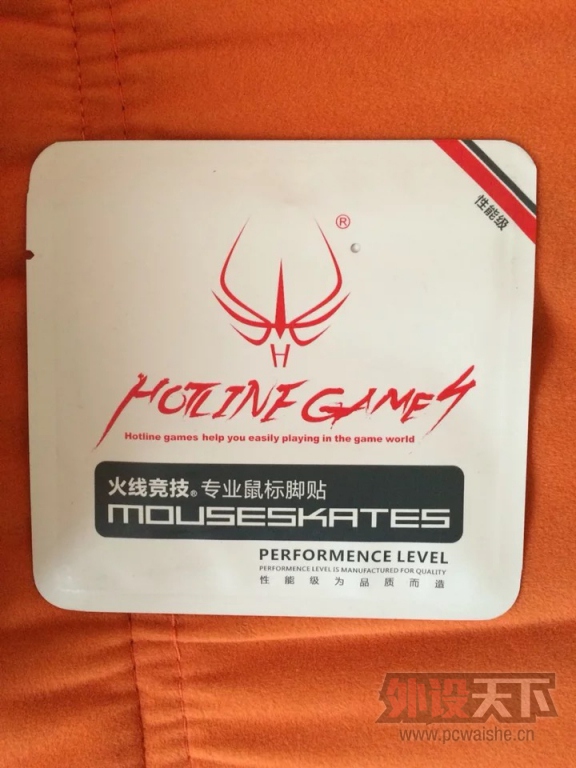 性能级
®
H
HOTLINE GAMES
Hotline games help you easily playing in the game world
火线竞技® 专业鼠标脚贴
MOUSESKATES
PERFORMENCE LEVEL
PERFORMENCE LEVEL IS MANUFACTURED FOR QUALITY
性能级为品质而造
外设天下
www.pcwaishe.cn